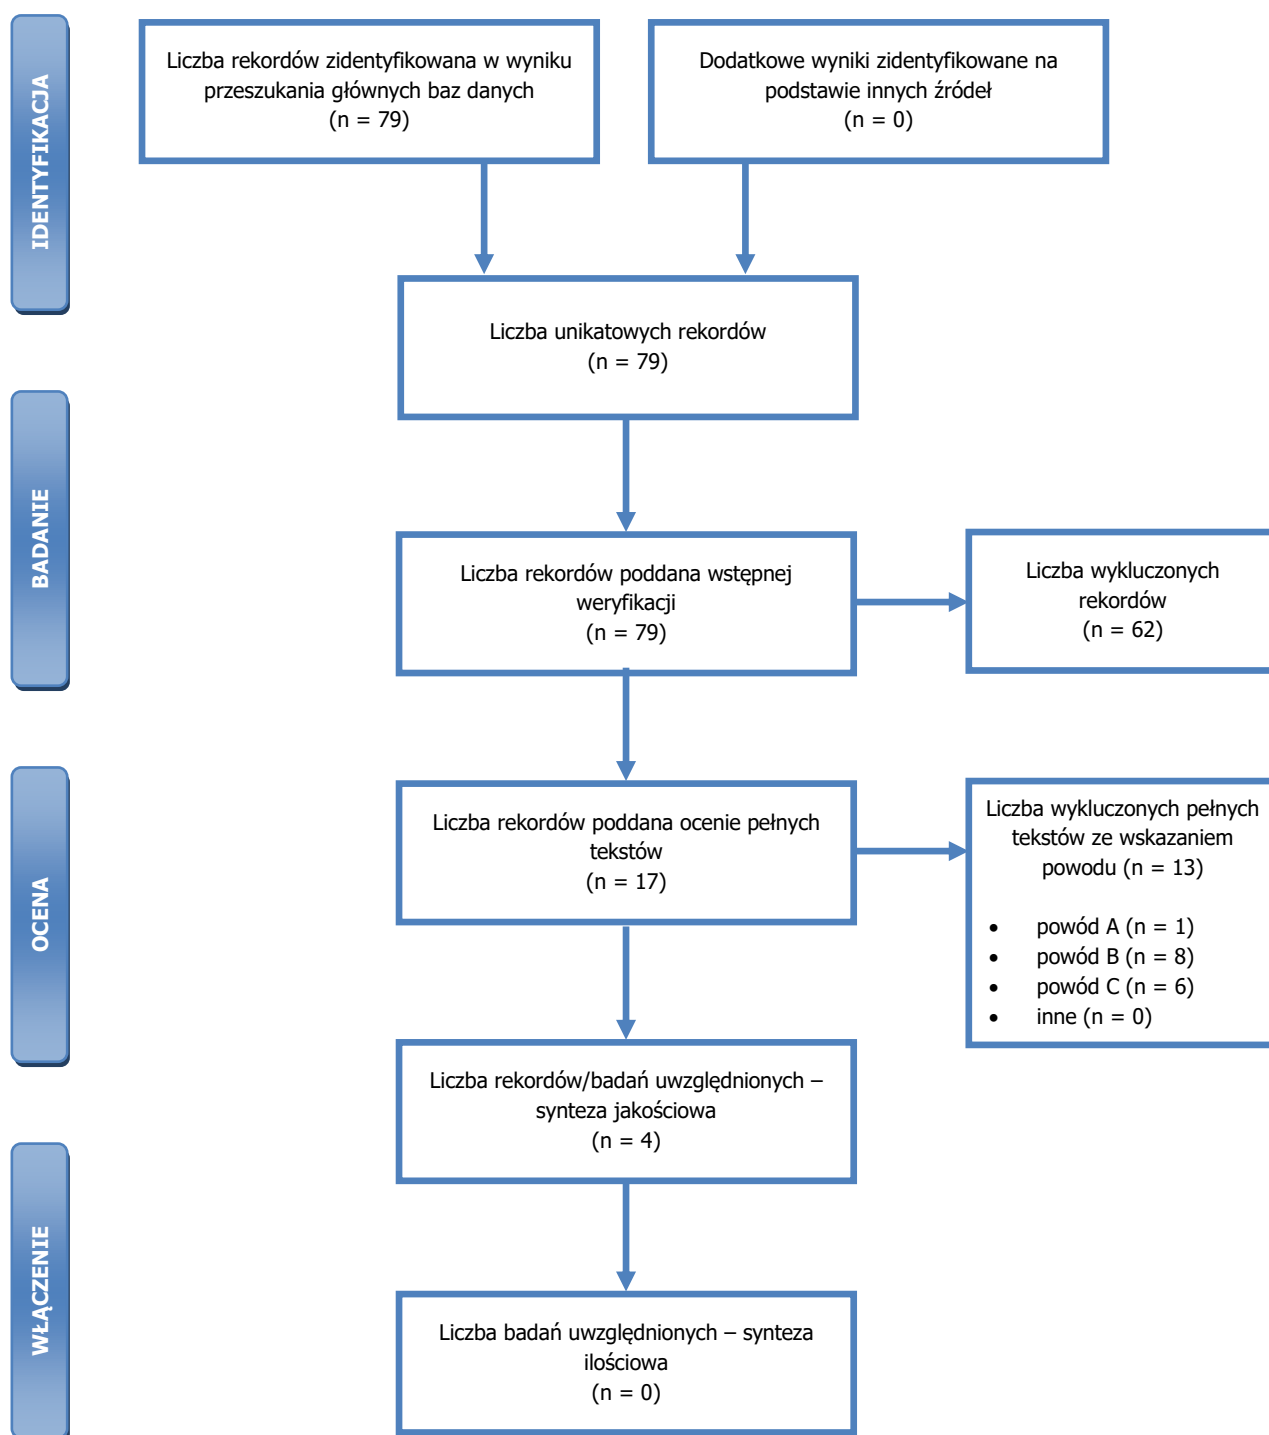 IDENTYFIKACJA
Liczba rekordów zidentyfikowana w wyniku
przeszukania głównych baz danych
(n = 79)
Dodatkowe wyniki zidentyfikowane na
podstawie innych źródeł
(n = 0)
Liczba unikatowych rekordów
(n = 79)
BADANIE
Liczba rekordów poddana wstępnej
weryfikacji
(n = 79)
Liczba wykluczonych
rekordów
(n = 62)
OCENA
Liczba rekordów poddana ocenie pełnych
tekstów
(n = 17)
Liczba wykluczonych pełnych
tekstów ze wskazaniem
powodu (n = 13)
• powód A (n = 1)
• powód B (n = 8)
• powód C (n = 6)
• inne (n = 0)
Liczba rekordów/badań uwzględnionych –
synteza jakościowa
(n = 4)
WŁĄCZENIE
Liczba badań uwzględnionych – synteza
ilościowa
(n = 0)